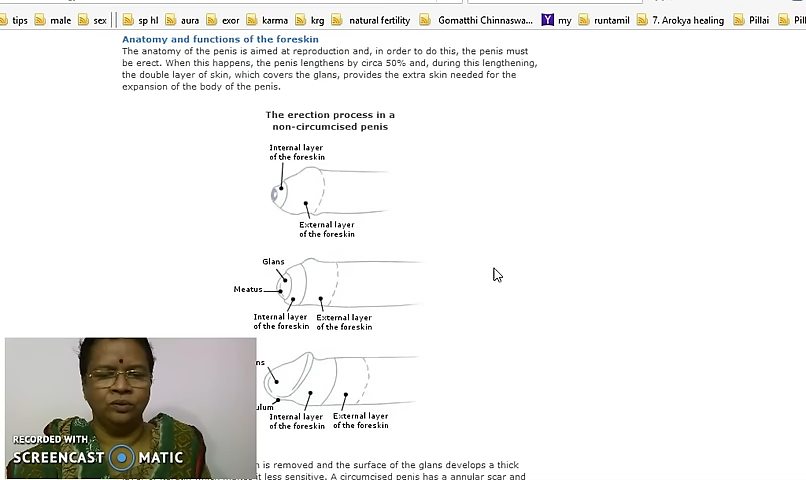 tips male sex sp hl aura exor karma krg natural fertility Gomatthi Chinnaswa... my runtamil 7. Arokya healing Pillai Pill
Anatomy and functions of the foreskin
The anatomy of the penis is aimed at reproduction and, in order to do this, the penis must
be erect. When this happens, the penis lengthens by circa 50% and, during this lengthening,
the double layer of skin, which covers the glans, provides the extra skin needed for the
expansion of the body of the penis.
The erection process in a
non-circumcised penis
Internal layer
of the foreskin
External layer
of the foreskin
Glans
Meatus
Internal layer
of the foreskin
External layer
of the foreskin
ns
ulum
Internal layer
of the foreskin
External layer
of the foreskin
RECORDED WITH
SCREENCAST MATIC
n is removed and the surface of the glans develops a thick
it less sensitive. A circumcised penis has a annular scar and